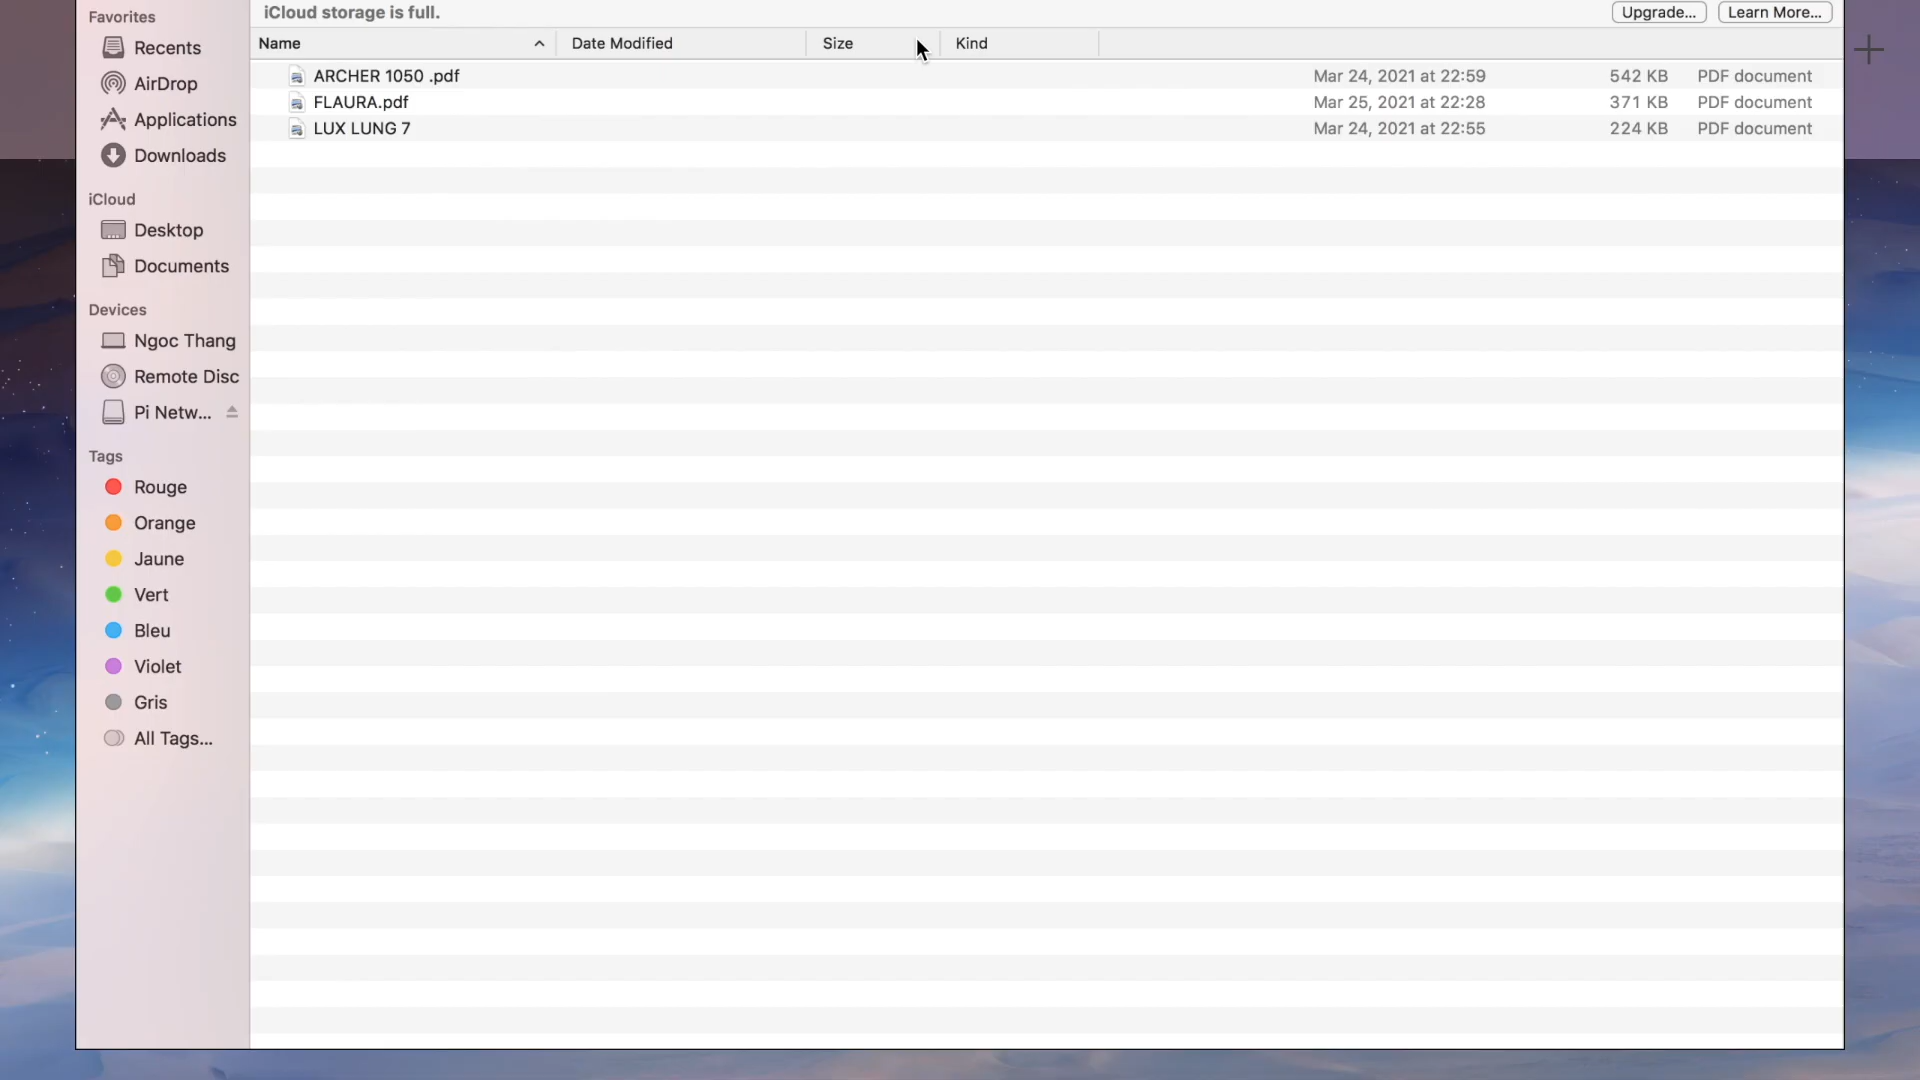 Favorites
Recents
AirDrop
Applications
Downloads
iCloud
Desktop
Documents
Devices
Ngoc Thang
Remote Disc
Pi Netw...
Tags
Rouge
Orange
Jaune
Vert
Bleu
Violet
Gris
All Tags...
iCloud storage is full.
Upgrade...
Learn More...
Name Date Modified Size Kind
ARCHER 1050 .pdf Mar 24, 2021 at 22:59 542 KB PDF document
FLAURA.pdf Mar 25, 2021 at 22:28 371 KB PDF document
LUX LUNG 7 Mar 24, 2021 at 22:55 224 KB PDF document